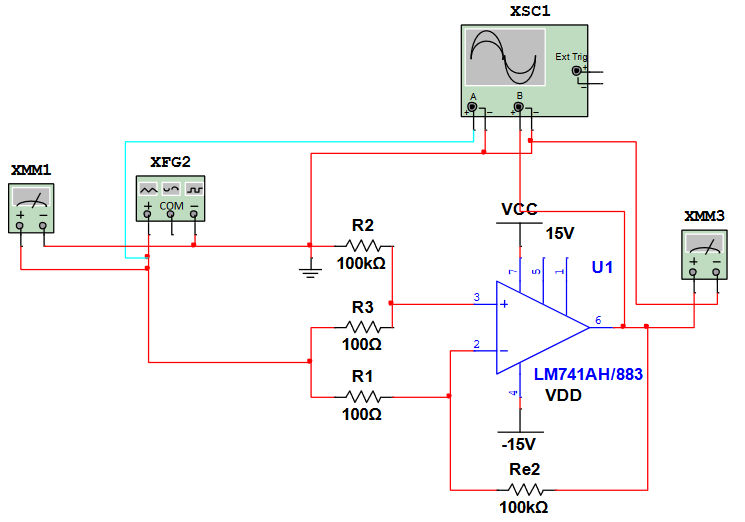 XSC1
Ext Trig
+
−
A
B
+ − + −
XMM1
+ −
XFG2
+ COM −
R2
100kΩ
R3
100Ω
R1
100Ω
VCC
15V
7 5 1
U1
3 +
2 −
6
4
LM741AH/883
VDD
-15V
Re2
100kΩ
XMM3
+ −